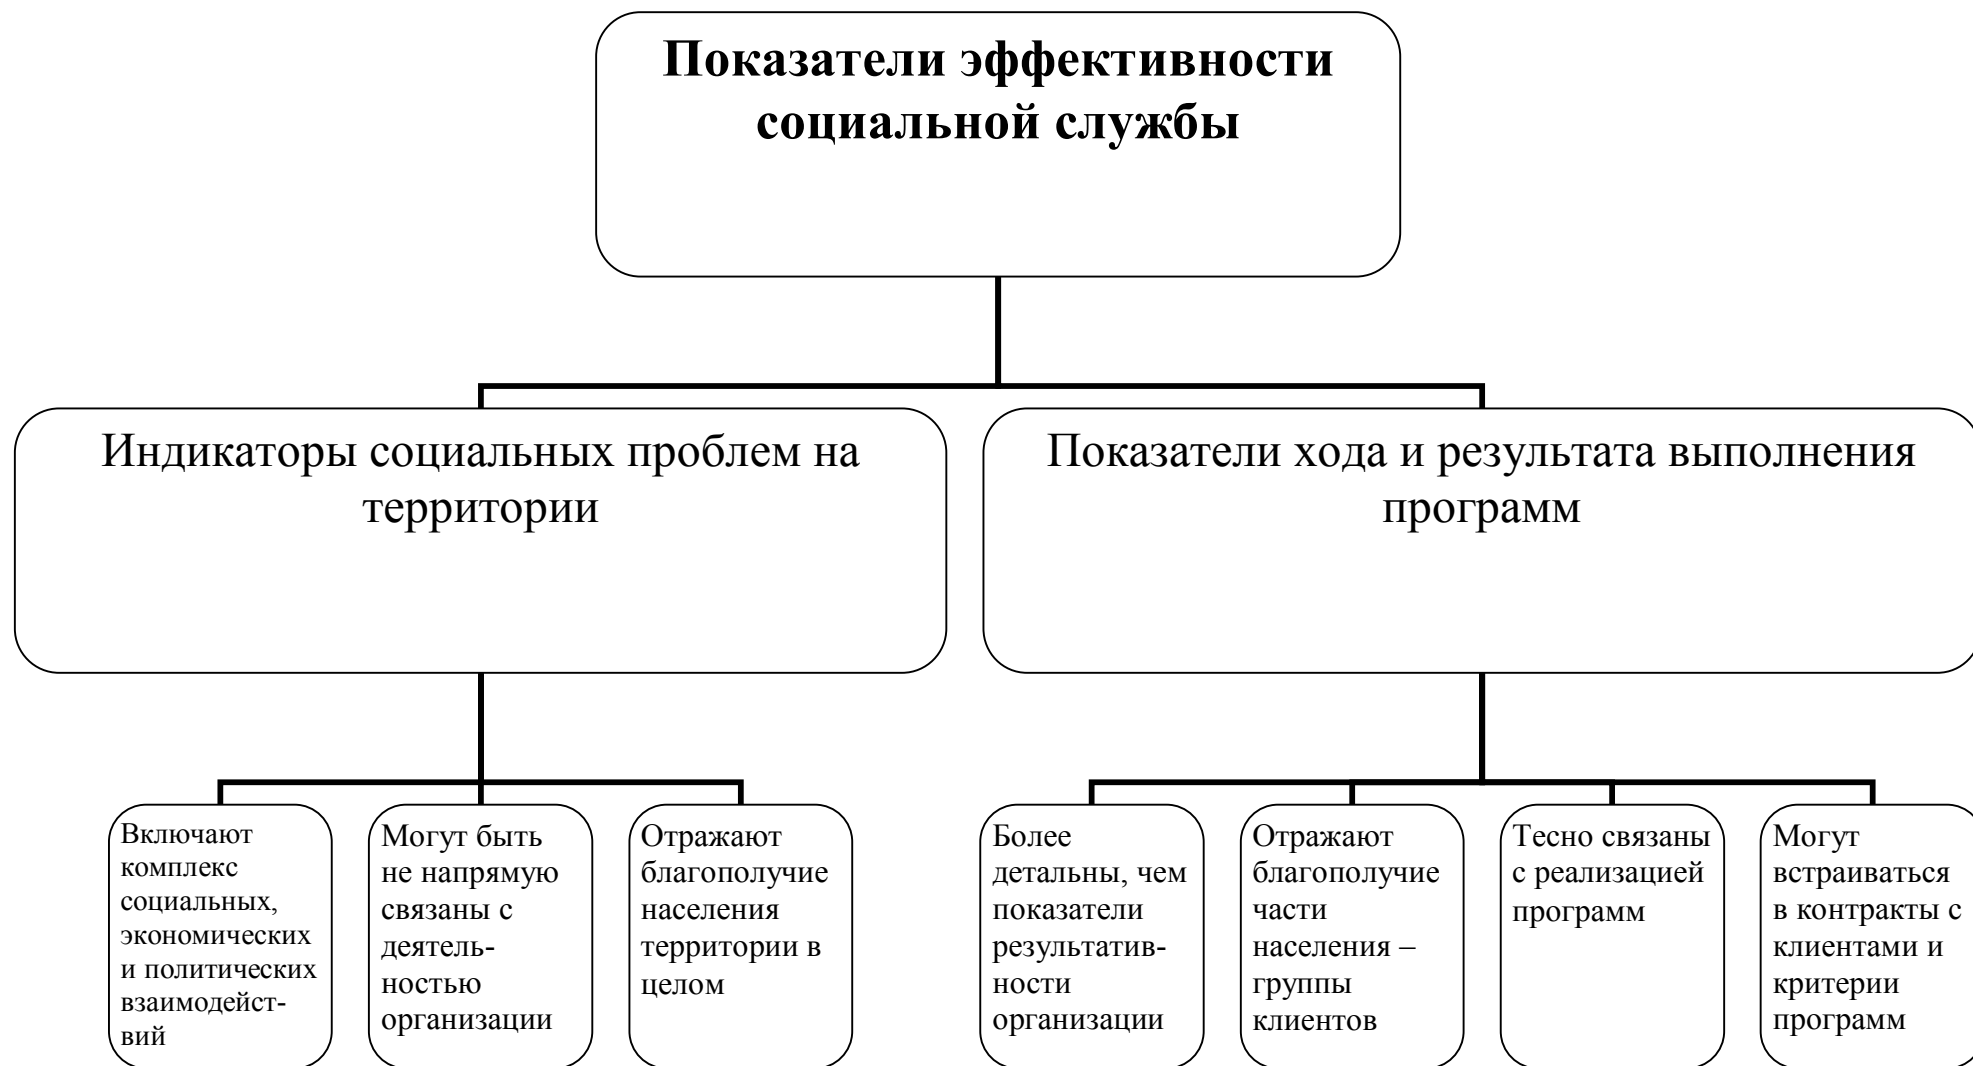 Показатели эффективности
социальной службы
Индикаторы социальных проблем на
территории
Показатели хода и результата выполнения
программ
Включают
комплекс
социальных,
экономических
и политических
взаимодейст-
вий
Могут быть
не напрямую
связаны с
деятель-
ностью
организации
Отражают
благополучие
населения
территории в
целом
Более
детальны, чем
показатели
результатив-
ности
организации
Отражают
благополучие
части
населения –
группы
клиентов
Тесно связаны
с реализацией
программ
Могут
встраиваться
в контракты с
клиентами и
критерии
программ